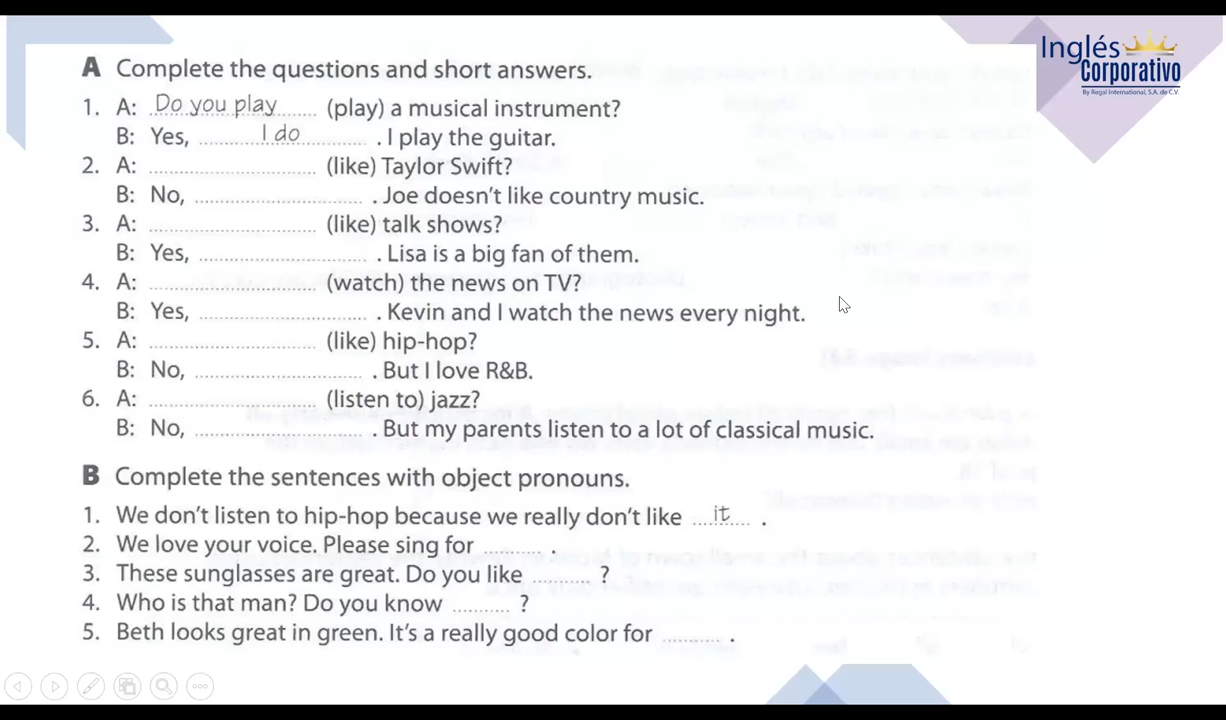 Inglés
Corporativo
By Regal International, S.A. de C.V.
A Complete the questions and short answers.
1. A: Do you play (play) a musical instrument?
B: Yes, I do . I play the guitar.
2. A: (like) Taylor Swift?
B: No, . Joe doesn't like country music.
3. A: (like) talk shows?
B: Yes, . Lisa is a big fan of them.
4. A: (watch) the news on TV?
B: Yes, . Kevin and I watch the news every night.
5. A: (like) hip-hop?
B: No, . But I love R&B.
6. A: (listen to) jazz?
B: No, . But my parents listen to a lot of classical music.
B Complete the sentences with object pronouns.
1. We don't listen to hip-hop because we really don't like it .
2. We love your voice. Please sing for .
3. These sunglasses are great. Do you like ?
4. Who is that man? Do you know ?
5. Beth looks great in green. It's a really good color for .